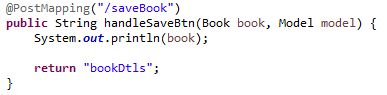 @PostMapping("/saveBook")
public String handleSaveBtn(Book book, Model model) {
    System.out.println(book);

    return "bookDtls";
}